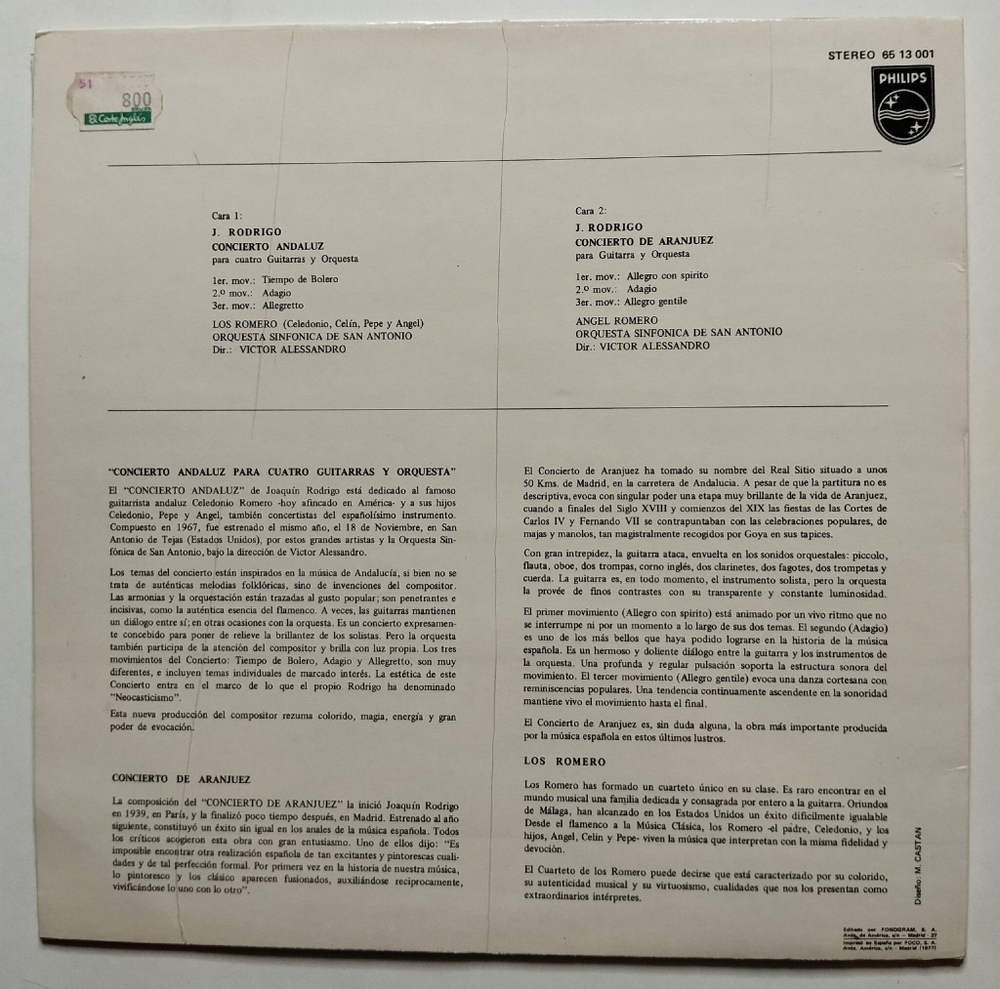 STEREO 65 13 001
PHILIPS
51
800
El Corte Inglés
Cara 1:
J. RODRIGO
CONCIERTO ANDALUZ
para cuatro Guitarras y Orquesta
1er. mov.: Tiempo de Bolero
2.º mov.: Adagio
3er. mov.: Allegretto
LOS ROMERO (Celedonio, Celín, Pepe y Angel)
ORQUESTA SINFONICA DE SAN ANTONIO
Dir.: VICTOR ALESSANDRO
Cara 2:
J. RODRIGO
CONCIERTO DE ARANJUEZ
para Guitarra y Orquesta
1er. mov.: Allegro con spirito
2.º mov.: Adagio
3er. mov.: Allegro gentile
ANGEL ROMERO
ORQUESTA SINFONICA DE SAN ANTONIO
Dir.: VICTOR ALESSANDRO
"CONCIERTO ANDALUZ PARA CUATRO GUITARRAS Y ORQUESTA"
El "CONCIERTO ANDALUZ" de Joaquín Rodrigo está dedicado al famoso
guitarrista andaluz Celedonio Romero -hoy afincado en América- y a sus hijos
Celedonio, Pepe y Angel, también concertistas del españolísimo instrumento.
Compuesto en 1967, fue estrenado el mismo año, el 18 de Noviembre, en San
Antonio de Tejas (Estados Unidos), por estos grandes artistas y la Orquesta Sin-
fónica de San Antonio, bajo la dirección de Victor Alessandro.
Los temas del concierto están inspirados en la música de Andalucía, si bien no se
trata de auténticas melodías folklóricas, sino de invenciones del compositor.
Las armonias y la orquestación están trazadas al gusto popular; son penetrantes e
incisivas, como la auténtica esencia del flamenco. A veces, las guitarras mantienen
un diálogo entre sí; en otras ocasiones con la orquesta. Es un concierto expresamen-
te concebido para poner de relieve la brillantez de los solistas. Pero la orquesta
también participa de la atención del compositor y brilla con luz propia. Los tres
movimientos del Concierto: Tiempo de Bolero, Adagio y Allegretto, son muy
diferentes, e incluyen temas individuales de marcado interés. La estética de este
Concierto entra en el marco de lo que el propio Rodrigo ha denominado
"Neocasticismo".
Esta nueva producción del compositor rezuma colorido, magia, energía y gran
poder de evocación.
CONCIERTO DE ARANJUEZ
La composición del "CONCIERTO DE ARANJUEZ" la inició Joaquín Rodrigo
en 1939, en París, y la finalizó poco tiempo después, en Madrid. Estrenado al año
siguiente, constituyó un éxito sin igual en los anales de la música española. Todos
los críticos acogieron esta obra con gran entusiasmo. Uno de ellos dijo: "Es
imposible encontrar otra realización española de tan excitantes y pintorescas cuali-
dades y de tal perfección formal. Por primera vez en la historia de nuestra música,
lo pintoresco y los clásico aparecen fusionados, auxiliándose reciprocamente,
vivificándose lo uno con lo otro".
El Concierto de Aranjuez ha tomado su nombre del Real Sitio situado a unos
50 Kms. de Madrid, en la carretera de Andalucia. A pesar de que la partitura no es
descriptiva, evoca con singular poder una etapa muy brillante de la vida de Aranjuez,
cuando a finales del Siglo XVIII y comienzos del XIX las fiestas de las Cortes de
Carlos IV y Fernando VII se contrapuntaban con las celebraciones populares, de
majas y manolos, tan magistralmente recogidos por Goya en sus tapices.
Con gran intrepidez, la guitarra ataca, envuelta en los sonidos orquestales: piccolo,
flauta, oboe, dos trompas, corno inglés, dos clarinetes, dos fagotes, dos trompetas y
cuerda. La guitarra es, en todo momento, el instrumento solista, pero la orquesta
la provée de finos contrastes con su transparente y constante luminosidad.
El primer movimiento (Allegro con spirito) está animado por un vivo ritmo que no
se interrumpe ni por un momento a lo largo de sus dos temas. El segundo (Adagio)
es uno de los más bellos que haya podido lograrse en la historia de la música
española. Es un hermoso y doliente diálogo entre la guitarra y los instrumentos de
la orquesta. Una profunda y regular pulsación soporta la estructura sonora del
movimiento. El tercer movimiento (Allegro gentile) evoca una danza cortesana con
reminiscencias populares. Una tendencia continuamente ascendente en la sonoridad
mantiene vivo el movimiento hasta el final.
El Concierto de Aranjuez es, sin duda alguna, la obra más importante producida
por la música española en estos últimos lustros.
LOS ROMERO
Los Romero has formado un cuarteto único en su clase. Es raro encontrar en el
mundo musical una familia dedicada y consagrada por entero a la guitarra. Oriundos
de Málaga, han alcanzado en los Estados Unidos un éxito difícilmente igualable
Desde el flamenco a la Música Clásica, los Romero -el padre, Celedonio, y los
hijos, Angel, Celin y Pepe- viven la música que interpretan con la misma fidelidad y
devoción.
El Cuarteto de los Romero puede decirse que está caracterizado por su colorido,
su autenticidad musical y su virtuosismo, cualidades que nos los presentan como
extraordinarios intérpretes.
Diseño: M. CASTAN
Editado por FONOGRAM, S. A.
Avda. de América, s/n - Madrid - 27
Impreso en España por FOCO, S. A.
Avda. América, s/n - Madrid (1977)